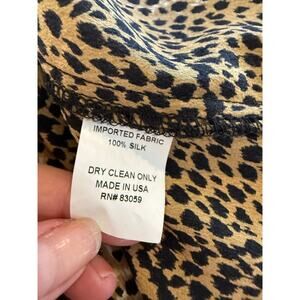 IMPORTED FABRIC
100% SILK
DRY CLEAN ONLY
MADE IN USA
RN# 83059